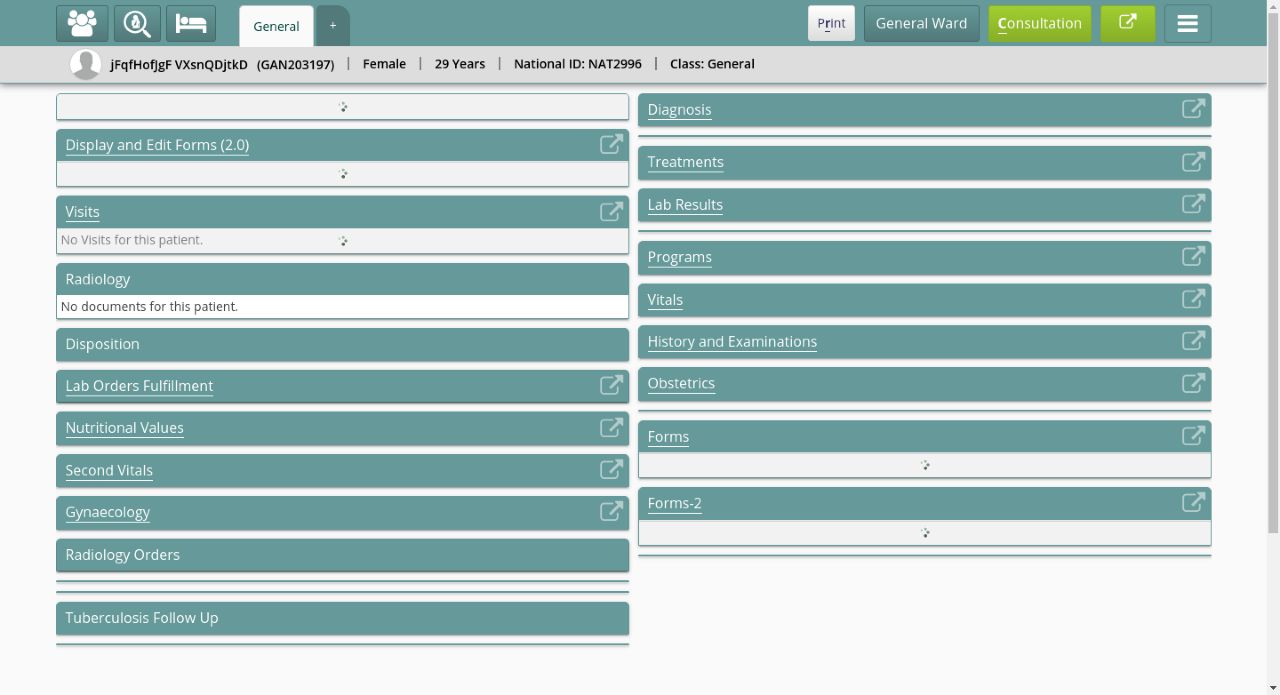 General
+
Print
General Ward
Consultation
jFqfHofJgF VXsnQDjtkD (GAN203197) | Female | 29 Years | National ID: NAT2996 | Class: General
Display and Edit Forms (2.0)
Visits
No Visits for this patient.
Radiology
No documents for this patient.
Disposition
Lab Orders Fulfillment
Nutritional Values
Second Vitals
Gynaecology
Radiology Orders
Tuberculosis Follow Up
Diagnosis
Treatments
Lab Results
Programs
Vitals
History and Examinations
Obstetrics
Forms
Forms-2